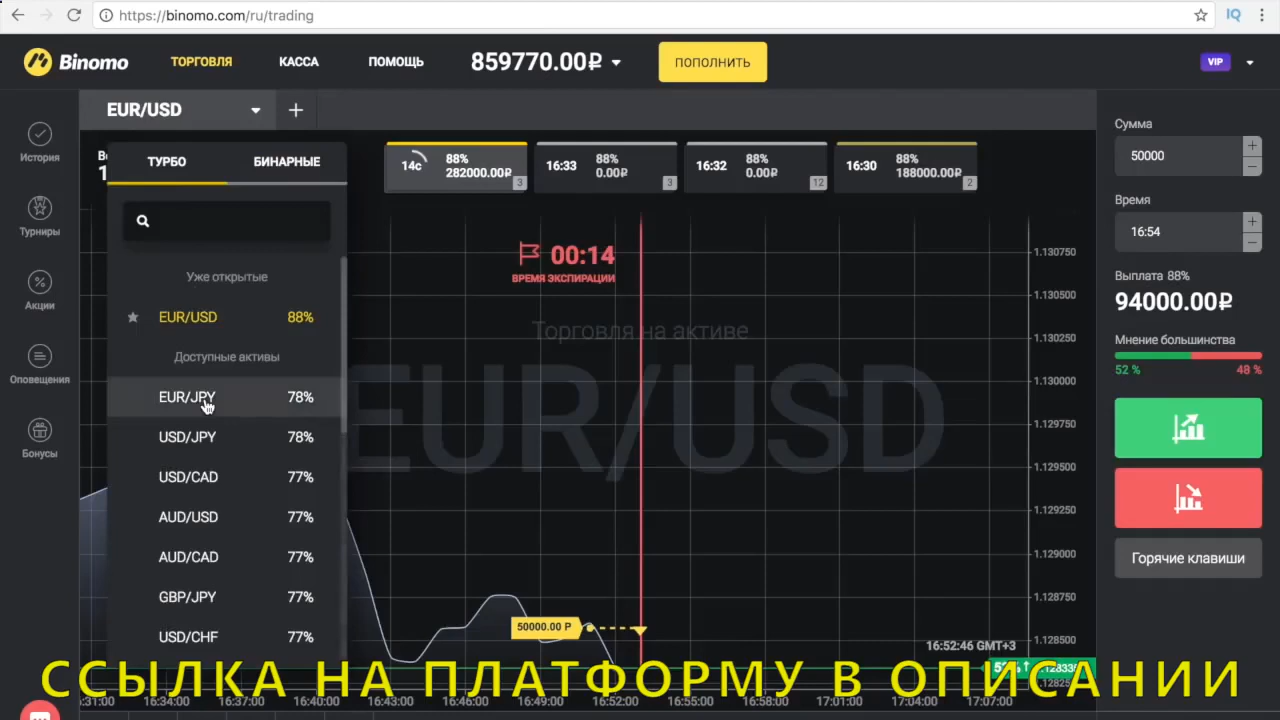 https://binomo.com/ru/trading
IQ
Binomo
ТОРГОВЛЯ
КАССА
ПОМОЩЬ
859770.00₽
ПОПОЛНИТЬ
VIP
EUR/USD
+
История
Турниры
Акции
Оповещения
Бонусы
ТУРБО
БИНАРНЫЕ
Уже открытые
EUR/USD 88%
Доступные активы
EUR/JPY 78%
USD/JPY 78%
USD/CAD 77%
AUD/USD 77%
AUD/CAD 77%
GBP/JPY 77%
USD/CHF 77%
14с 88% 282000.00₽ 3
16:33 88% 0.00₽ 3
16:32 88% 0.00₽ 12
16:30 88% 188000.00₽ 2
00:14
ВРЕМЯ ЭКСПИРАЦИИ
Торговля на активе
EUR/USD
50000.00 Р
16:52:46 GMT+3
1.130750
1.130500
1.130000
1.129750
1.129500
1.129250
1.129000
1.128750
1.128500
Сумма
50000
Время
16:54
Выплата 88%
94000.00₽
Мнение большинства
52 % 48 %
Горячие клавиши
ССЫЛКА НА ПЛАТФОРМУ В ОПИСАНИИ
:31:00 16:34:00 16:37:00 16:40:00 16:43:00 16:46:00 16:49:00 16:52:00 16:55:00 16:58:00 17:01:00 17:04:00 17:07:00